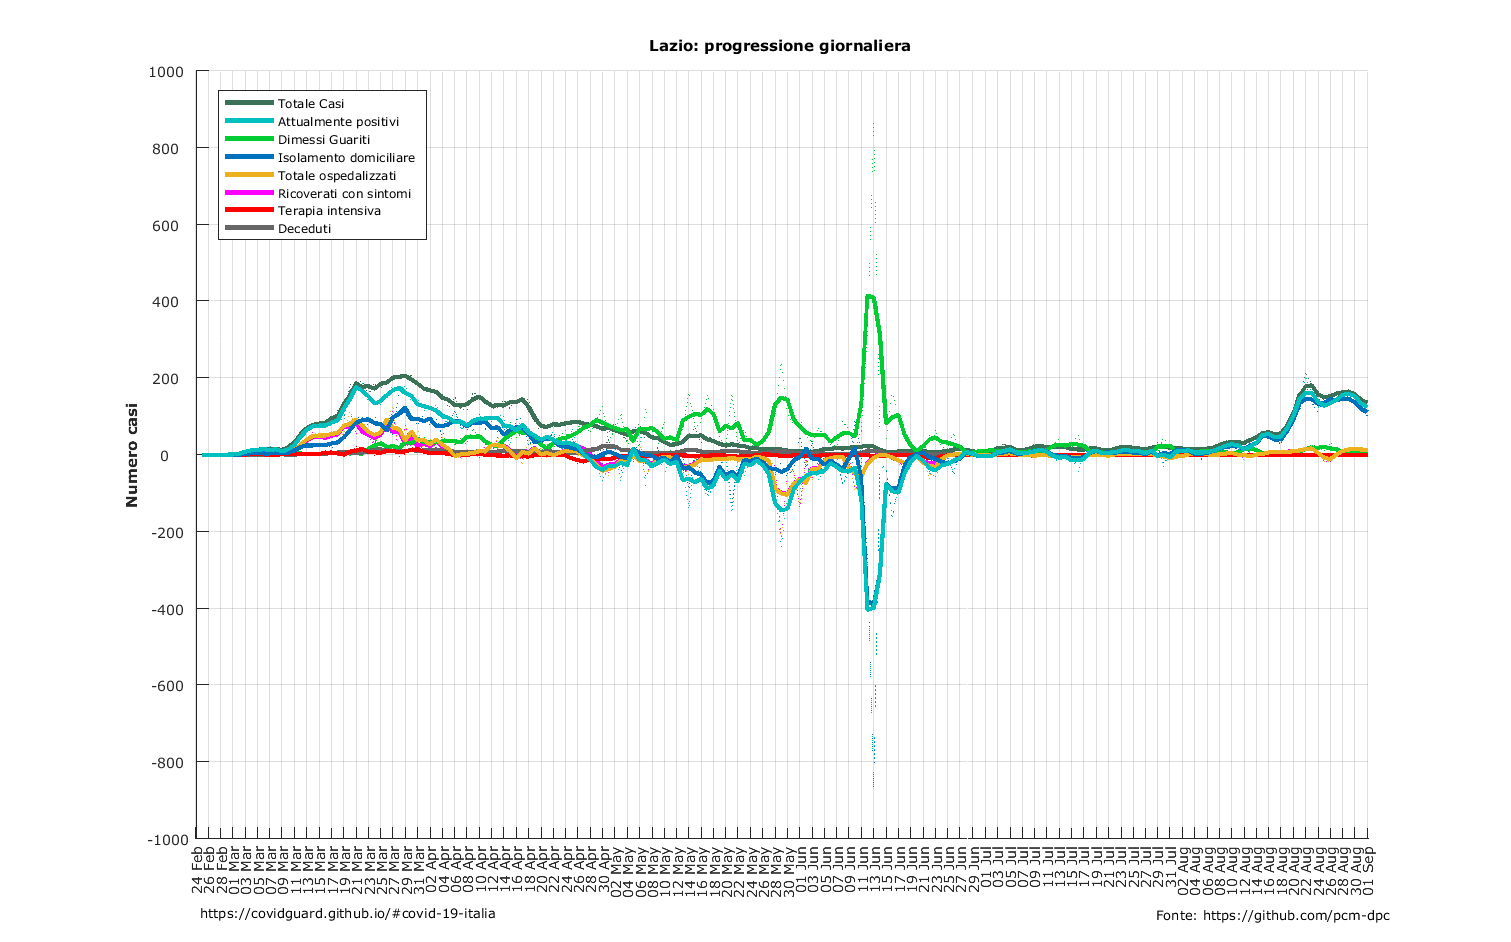 Lazio: progressione giornaliera
1000
800
600
400
200
0
-200
-400
-600
-800
-1000
Numero casi
Totale Casi
Attualmente positivi
Dimessi Guariti
Isolamento domiciliare
Totale ospedalizzati
Ricoverati con sintomi
Terapia intensiva
Deceduti
24 Feb
26 Feb
28 Feb
01 Mar
03 Mar
05 Mar
07 Mar
09 Mar
11 Mar
13 Mar
15 Mar
17 Mar
19 Mar
21 Mar
23 Mar
25 Mar
27 Mar
29 Mar
31 Mar
02 Apr
04 Apr
06 Apr
08 Apr
10 Apr
12 Apr
14 Apr
16 Apr
18 Apr
20 Apr
22 Apr
24 Apr
26 Apr
28 Apr
30 Apr
02 May
04 May
06 May
08 May
10 May
12 May
14 May
16 May
18 May
20 May
22 May
24 May
26 May
28 May
30 May
01 Jun
03 Jun
05 Jun
07 Jun
09 Jun
11 Jun
13 Jun
15 Jun
17 Jun
19 Jun
21 Jun
23 Jun
25 Jun
27 Jun
29 Jun
01 Jul
03 Jul
05 Jul
07 Jul
09 Jul
11 Jul
13 Jul
15 Jul
17 Jul
19 Jul
21 Jul
23 Jul
25 Jul
27 Jul
29 Jul
31 Jul
02 Aug
04 Aug
06 Aug
08 Aug
10 Aug
12 Aug
14 Aug
16 Aug
18 Aug
20 Aug
22 Aug
24 Aug
26 Aug
28 Aug
30 Aug
01 Sep
https://covidguard.github.io/#covid-19-italia
Fonte: https://github.com/pcm-dpc